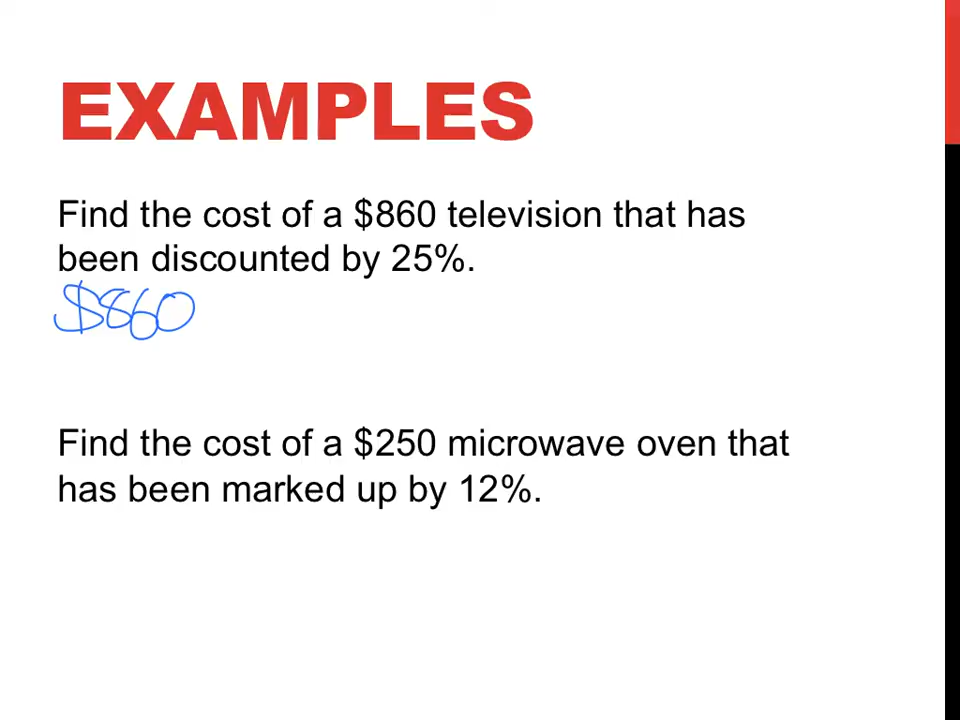 EXAMPLES
Find the cost of a $860 television that has
been discounted by 25%.
$860
Find the cost of a $250 microwave oven that
has been marked up by 12%.